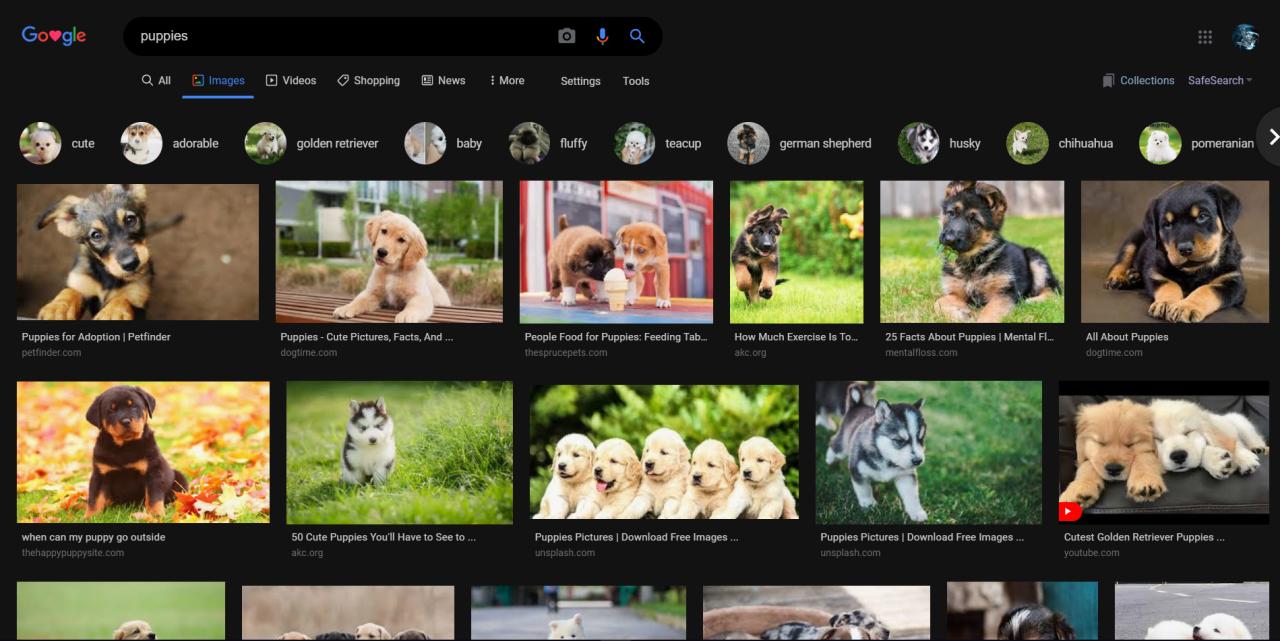 Google
puppies
All Images Videos Shopping News More Settings Tools Collections SafeSearch
cute adorable golden retriever baby fluffy teacup german shepherd husky chihuahua pomeranian
Puppies for Adoption | Petfinder
petfinder.com
Puppies - Cute Pictures, Facts, And ...
dogtime.com
People Food for Puppies: Feeding Tab...
thesprucepets.com
How Much Exercise Is To...
akc.org
25 Facts About Puppies | Mental Fl...
mentalfloss.com
All About Puppies
dogtime.com
when can my puppy go outside
thehappypuppysite.com
50 Cute Puppies You'll Have to See to ...
akc.org
Puppies Pictures | Download Free Images ...
unsplash.com
Puppies Pictures | Download Free Images ...
unsplash.com
Cutest Golden Retriever Puppies ...
youtube.com